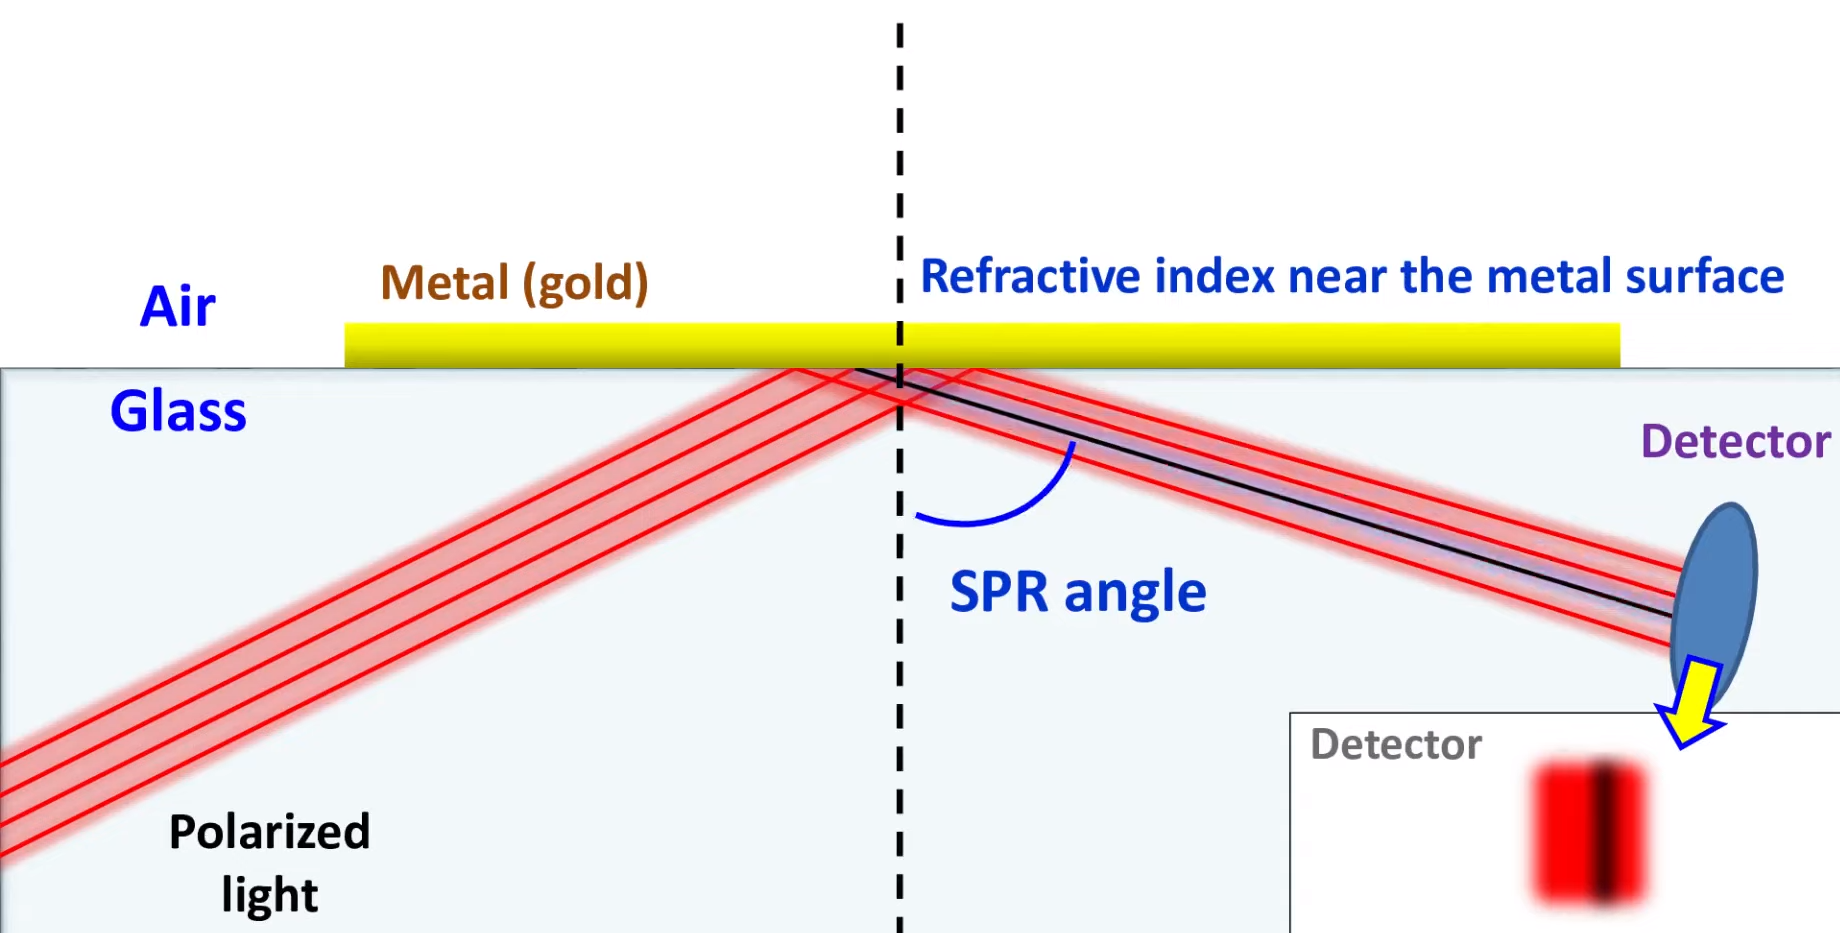 Metal (gold)
Refractive index near the metal surface
Air
Glass
Detector
SPR angle
Detector
Polarized
light